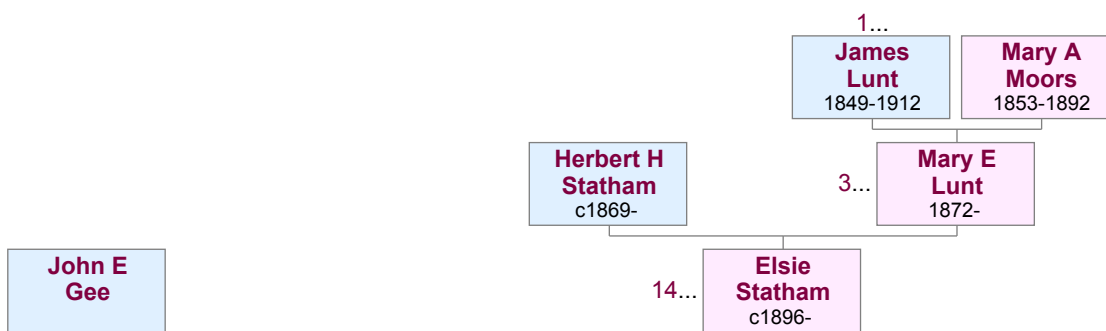 1...
James
Lunt
1849-1912
Mary A
Moors
1853-1892
Herbert H
Statham
c1869-
3...
Mary E
Lunt
1872-
John E
Gee
14...
Elsie
Statham
c1896-